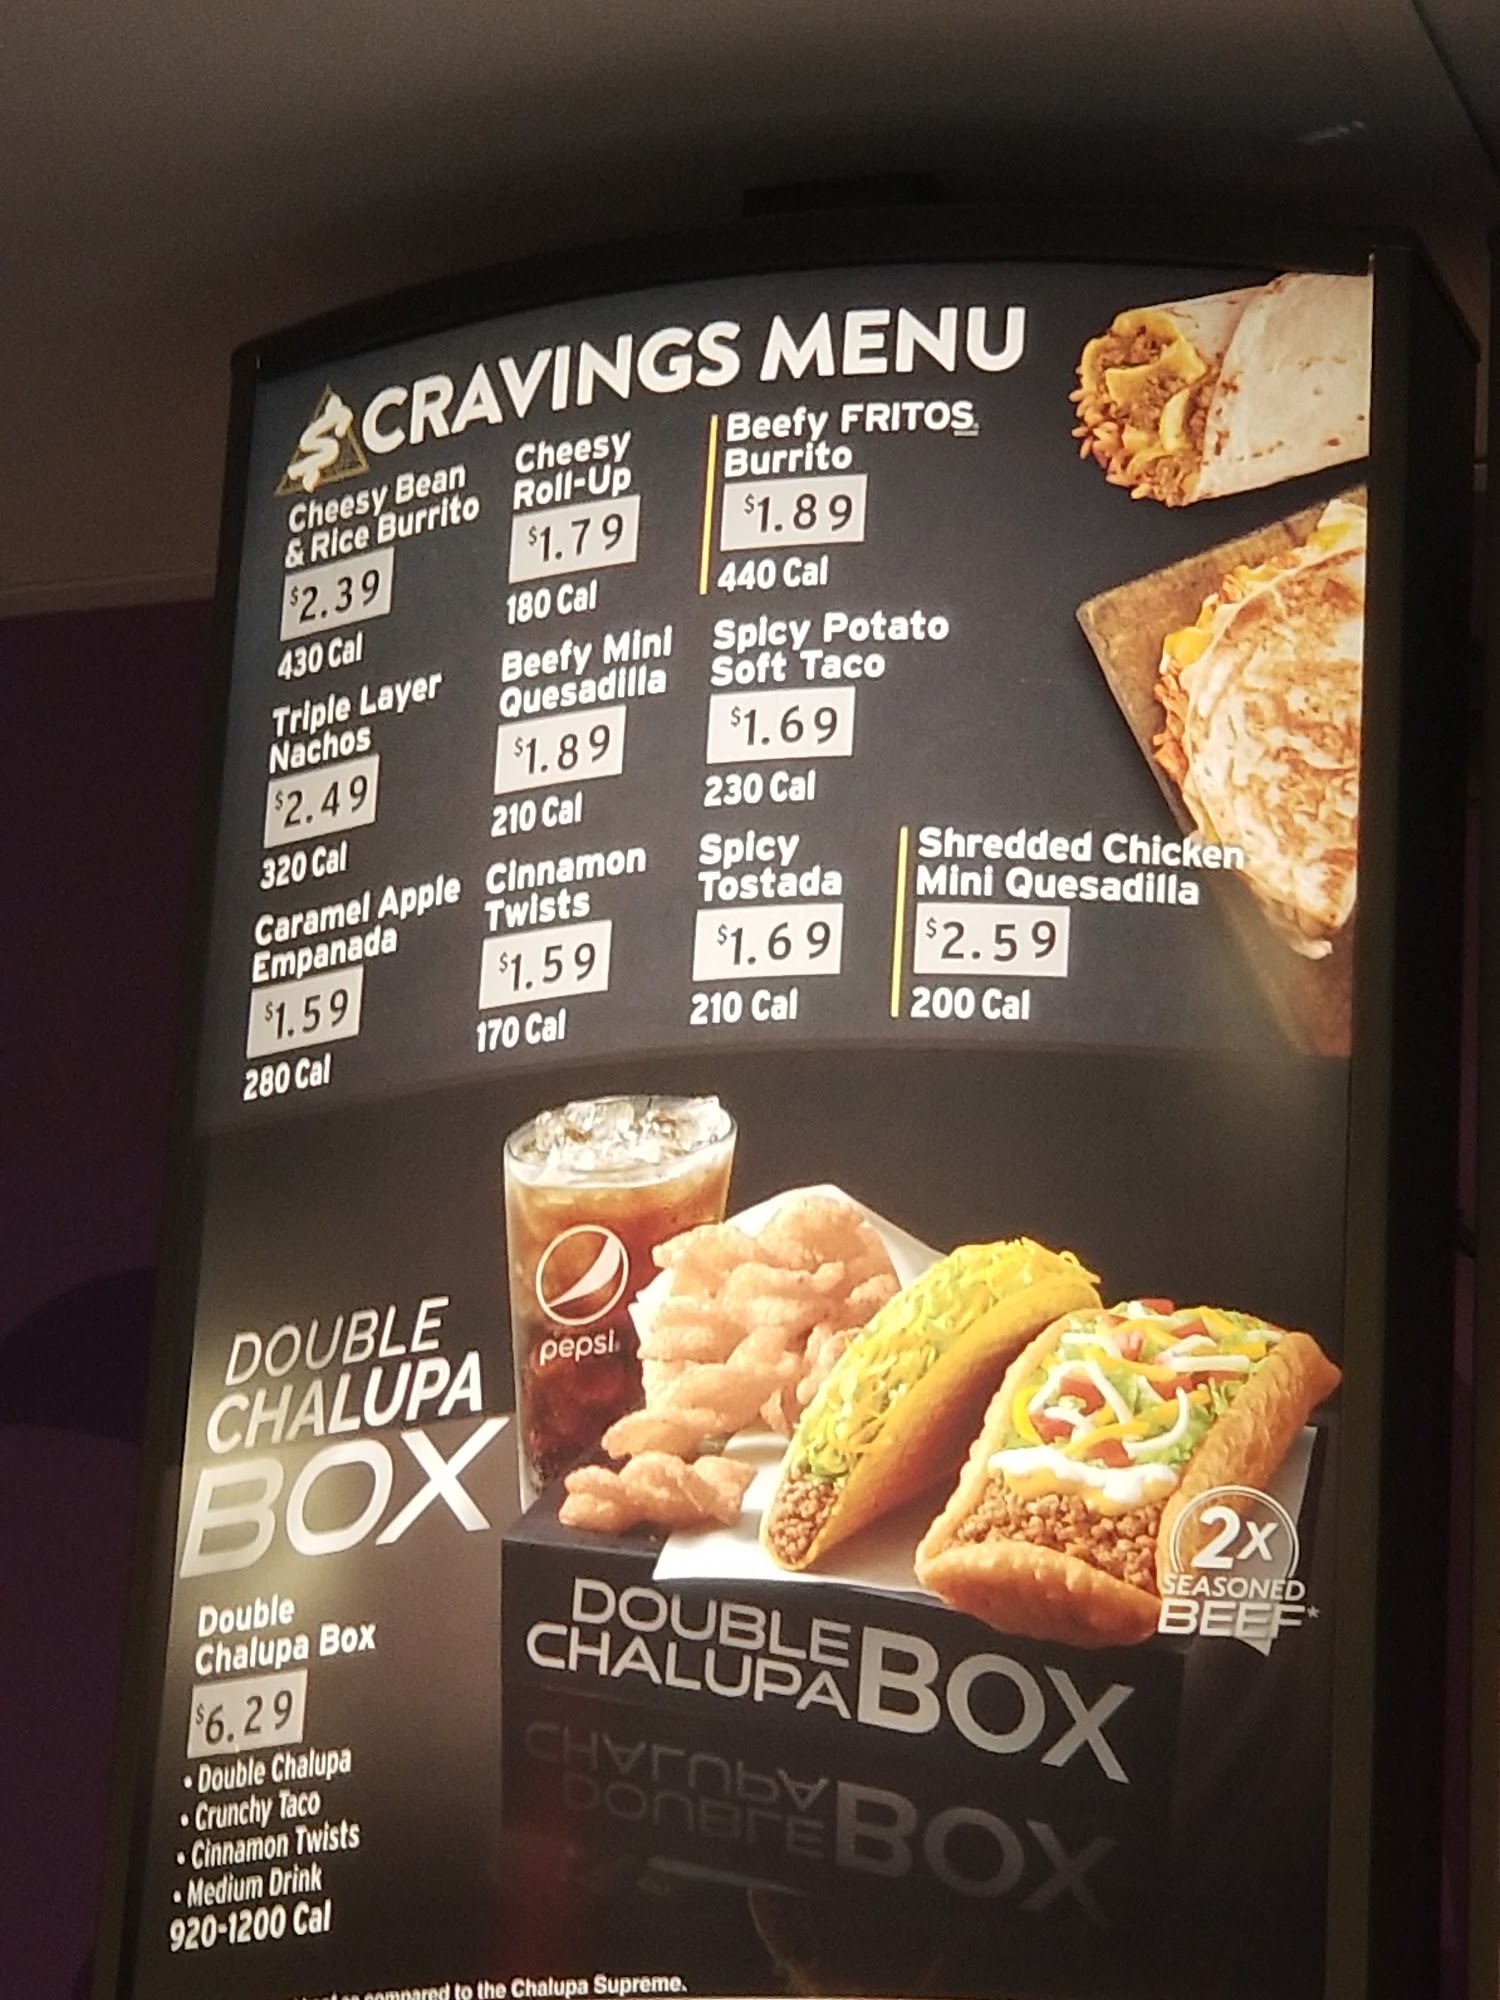 $ CRAVINGS MENU
Cheesy Bean
& Rice Burrito
$2.39
430 Cal
Cheesy
Roll-Up
$1.79
180 Cal
Beefy FRITOS®
Burrito
$1.89
440 Cal
Triple Layer
Nachos
$2.49
320 Cal
Beefy Mini
Quesadilla
$1.89
210 Cal
Spicy Potato
Soft Taco
$1.69
230 Cal
Caramel Apple
Empanada
$1.59
280 Cal
Cinnamon
Twists
$1.59
170 Cal
Spicy
Tostada
$1.69
210 Cal
Shredded Chicken
Mini Quesadilla
$2.59
200 Cal
pepsi
DOUBLE
CHALUPA
BOX
2X
SEASONED
BEEF*
DOUBLE
CHALUPA
BOX
Double
Chalupa Box
$6.29
• Double Chalupa
• Crunchy Taco
• Cinnamon Twists
• Medium Drink
920-1200 Cal
compared to the Chalupa Supreme.